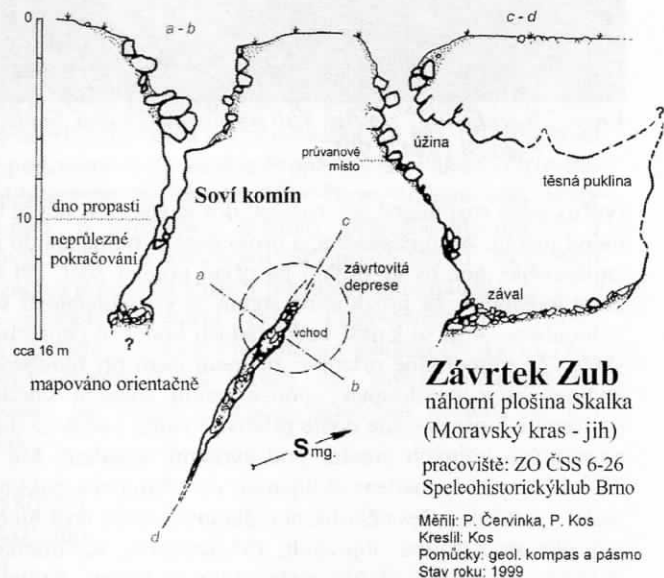 0
a - b
c - d
?
úžina
průvanové
místo
těsná puklina
Soví komín
dno propasti
10
neprůlezné
pokračování
c
a
závrtovitá
deprese
vchod
zával
b
?
cca 16 m
mapováno orientačně
Závrtek Zub
náhorní plošina Skalka
(Moravský kras - jih)
Smg.
pracoviště: ZO ČSS 6-26
Speleohistorickýklub Brno
d
Měřili: P. Červinka, P. Kos
Kreslil: Kos
Pomůcky: geol. kompas a pásmo
Stav roku: 1999